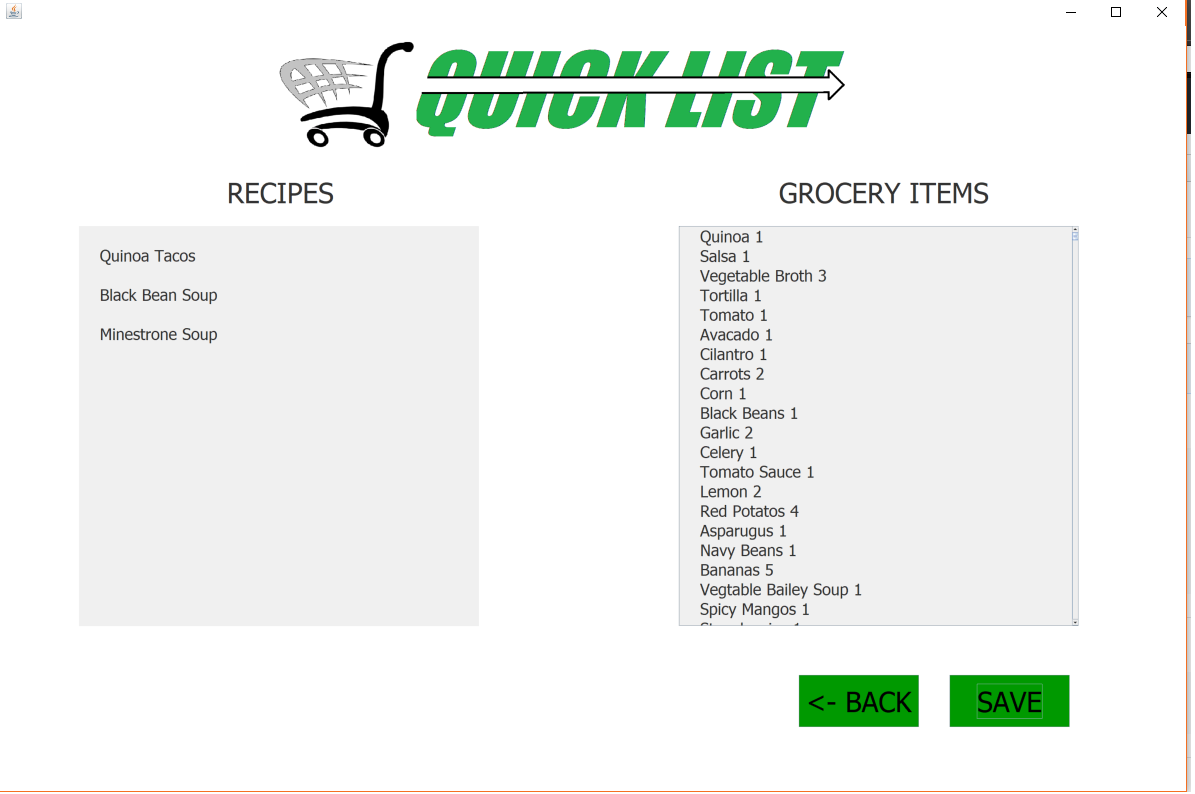 QUICK LIST
RECIPES
Quinoa Tacos
Black Bean Soup
Minestrone Soup
GROCERY ITEMS
Quinoa 1
Salsa 1
Vegetable Broth 3
Tortilla 1
Tomato 1
Avacado 1
Cilantro 1
Carrots 2
Corn 1
Black Beans 1
Garlic 2
Celery 1
Tomato Sauce 1
Lemon 2
Red Potatos 4
Asparugus 1
Navy Beans 1
Bananas 5
Vegtable Bailey Soup 1
Spicy Mangos 1
<- BACK
SAVE